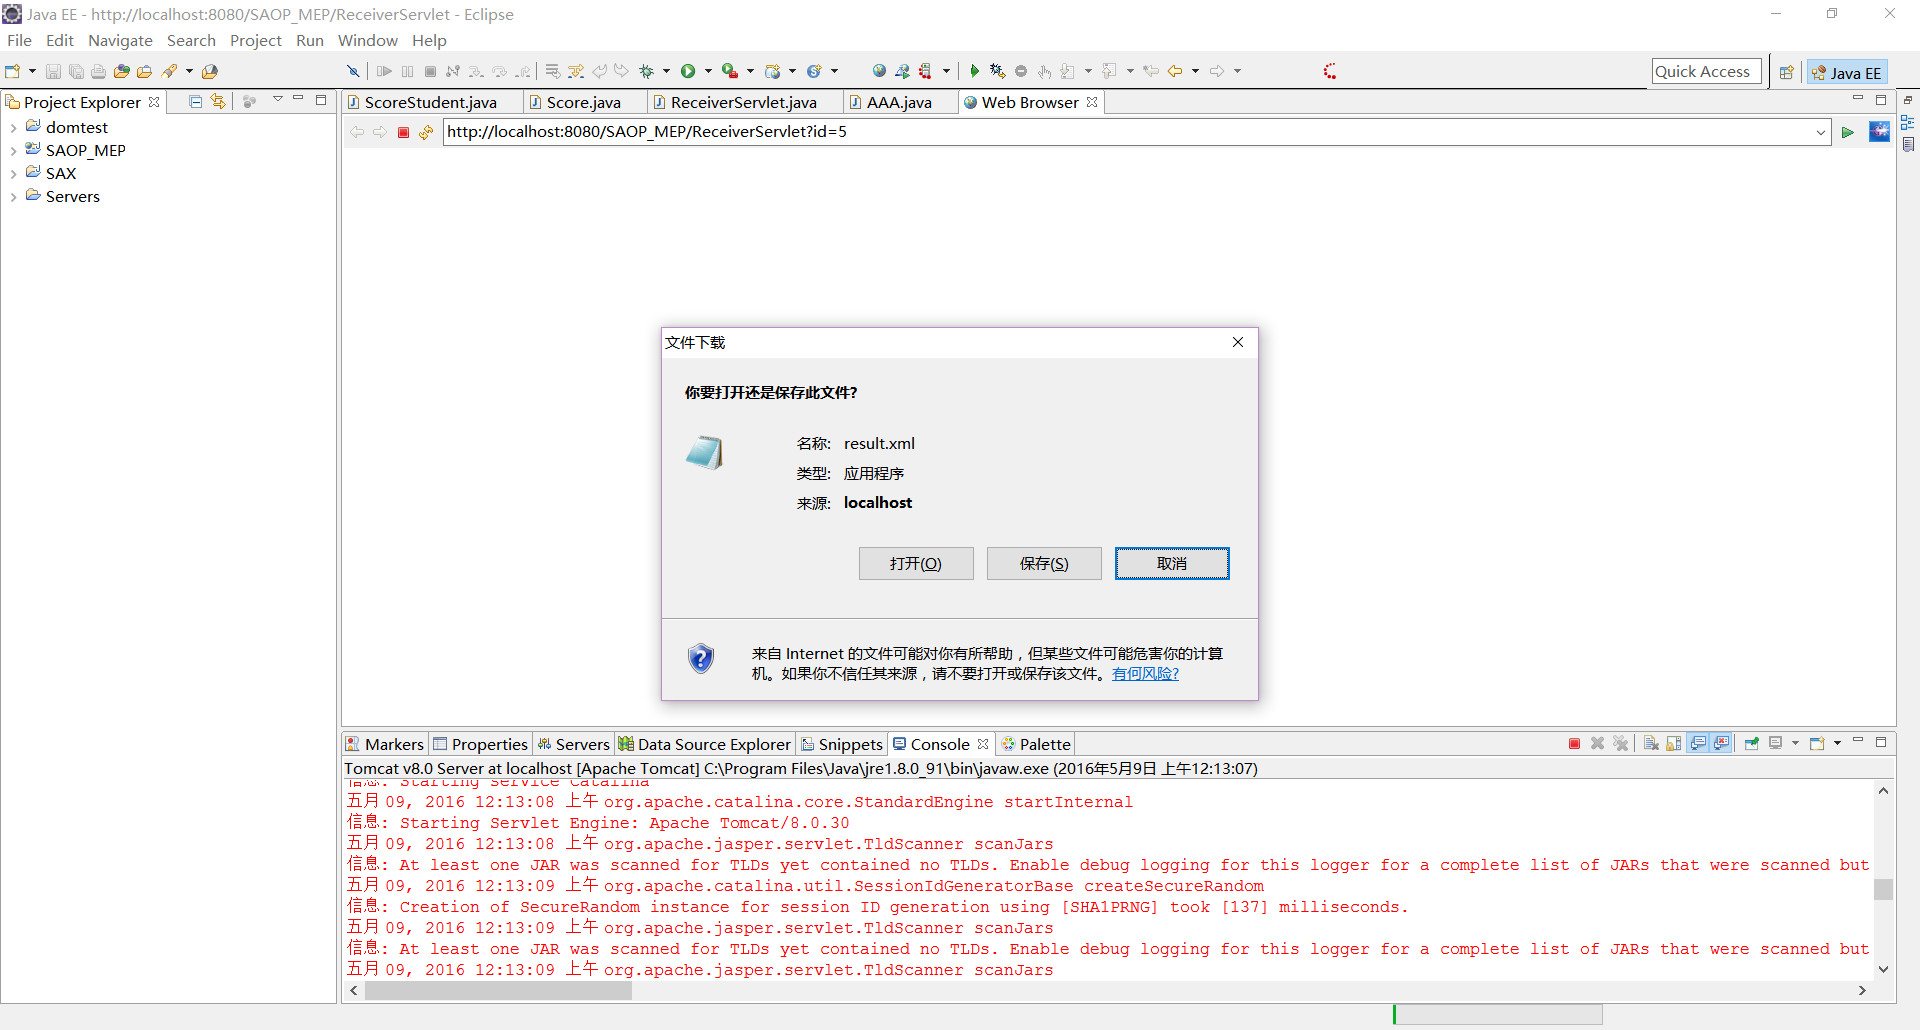 Java EE - http://localhost:8080/SAOP_MEP/ReceiverServlet - Eclipse
File Edit Navigate Search Project Run Window Help
Quick Access
Java EE
Project Explorer
ScoreStudent.java
Score.java
ReceiverServlet.java
AAA.java
Web Browser
domtest
SAOP_MEP
SAX
Servers
http://localhost:8080/SAOP_MEP/ReceiverServlet?id=5
文件下载
你要打开还是保存此文件?
名称: result.xml
类型: 应用程序
来源: localhost
打开(O)
保存(S)
取消
来自 Internet 的文件可能对你有所帮助，但某些文件可能危害你的计算
机。如果你不信任其来源，请不要打开或保存该文件。有何风险?
Markers
Properties
Servers
Data Source Explorer
Snippets
Console
Palette
Tomcat v8.0 Server at localhost [Apache Tomcat] C:\Program Files\Java\jre1.8.0_91\bin\javaw.exe (2016年5月9日 上午12:13:07)
信息: Starting service Catalina
五月 09, 2016 12:13:08 上午 org.apache.catalina.core.StandardEngine startInternal
信息: Starting Servlet Engine: Apache Tomcat/8.0.30
五月 09, 2016 12:13:08 上午 org.apache.jasper.servlet.TldScanner scanJars
信息: At least one JAR was scanned for TLDs yet contained no TLDs. Enable debug logging for this logger for a complete list of JARs that were scanned but
五月 09, 2016 12:13:09 上午 org.apache.catalina.util.SessionIdGeneratorBase createSecureRandom
信息: Creation of SecureRandom instance for session ID generation using [SHA1PRNG] took [137] milliseconds.
五月 09, 2016 12:13:09 上午 org.apache.jasper.servlet.TldScanner scanJars
信息: At least one JAR was scanned for TLDs yet contained no TLDs. Enable debug logging for this logger for a complete list of JARs that were scanned but
五月 09, 2016 12:13:09 上午 org.apache.jasper.servlet.TldScanner scanJars